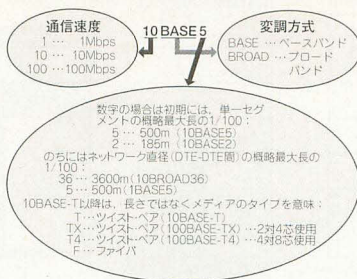 通信速度
1 … 1Mbps
10 … 10Mbps
100 …100Mbps
10BASE5
変調方式
BASE …ベースバンド
BROAD …ブロード
バンド
数字の場合は初期には、単一セグ
メントの概略最大長の1/100：
5 … 500m(10BASE5)
2 … 185m(10BASE2)
のちにはネットワーク直径(DTE-DTE間)の概略最大長の
1/100：
36 … 3600m(10BROAD36)
5 … 500m(1BASE5)
10BASE-T以降は、長さではなくメディアのタイプを意味：
T…ツイスト・ペア(10BASE-T)
TX…ツイスト・ペア(100BASE-TX)…2対4芯使用
T4…ツイスト・ペア(100BASE-T4)…4対8芯使用
F…ファイバ